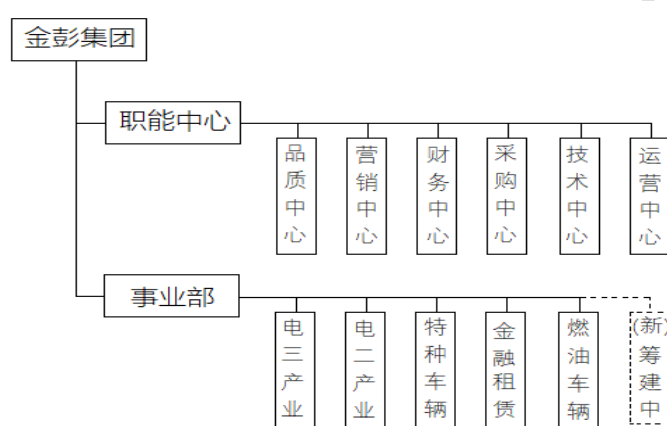 金彭集团
职能中心
品质中心
营销中心
财务中心
采购中心
技术中心
运营中心
事业部
电三产业
电二产业
特种车辆
金融租赁
燃油车辆
(新)筹建中